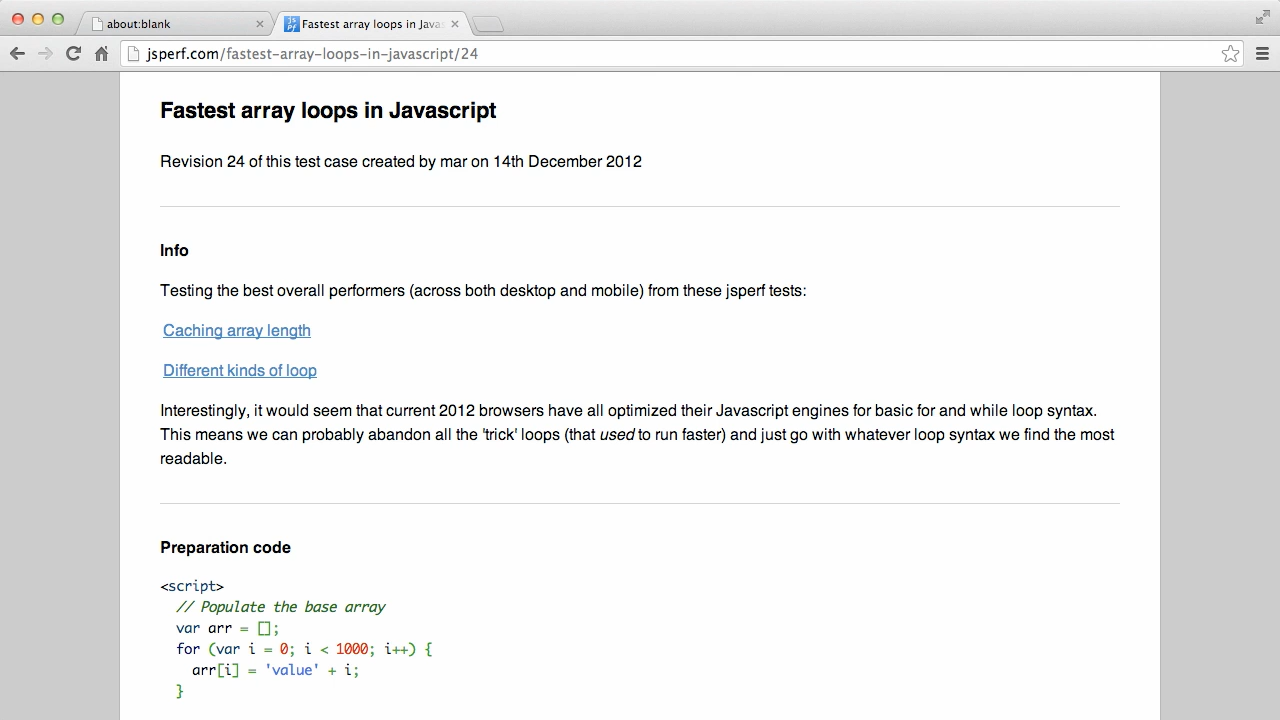 about:blank
Fastest array loops in Java
jsperf.com/fastest-array-loops-in-javascript/24
Fastest array loops in Javascript
Revision 24 of this test case created by mar on 14th December 2012
Info
Testing the best overall performers (across both desktop and mobile) from these jsperf tests:
Caching array length
Different kinds of loop
Interestingly, it would seem that current 2012 browsers have all optimized their Javascript engines for basic for and while loop syntax.
This means we can probably abandon all the 'trick' loops (that used to run faster) and just go with whatever loop syntax we find the most
readable.
Preparation code
<script>
// Populate the base array
var arr = [];
for (var i = 0; i < 1000; i++) {
arr[i] = 'value' + i;
}